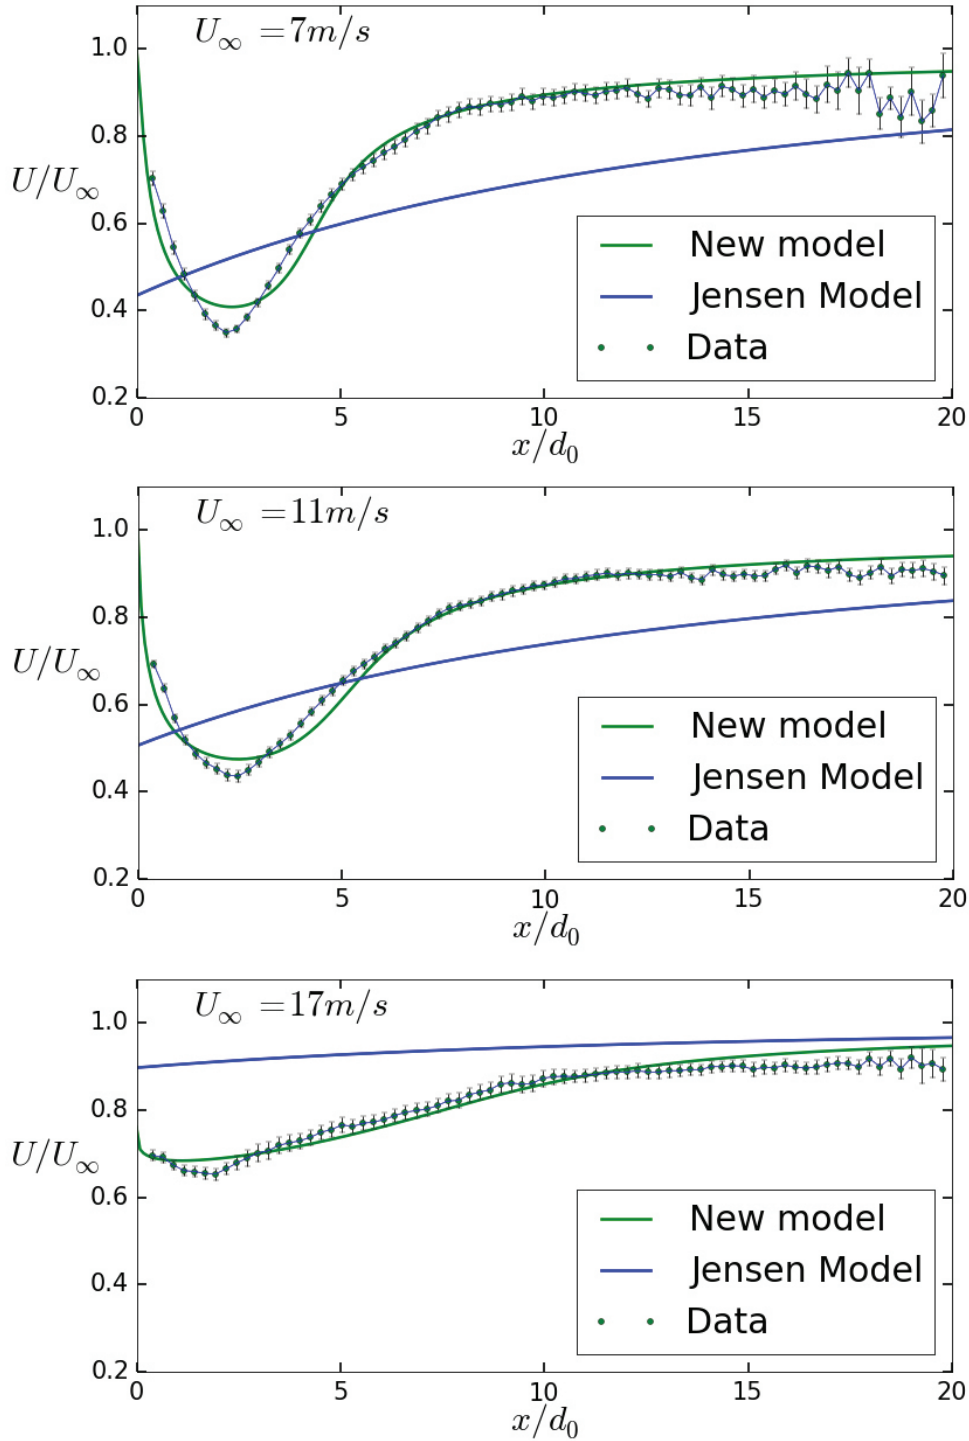 U∞ = 7m/s
1.0
0.8
U/U∞
0.6
0.4
0.2
New model
Jensen Model
Data
0 5 10 15 20
x/d0
U∞ = 11m/s
1.0
0.8
U/U∞
0.6
0.4
0.2
New model
Jensen Model
Data
0 5 10 15 20
x/d0
U∞ = 17m/s
1.0
0.8
U/U∞
0.6
0.4
0.2
New model
Jensen Model
Data
0 5 10 15 20
x/d0